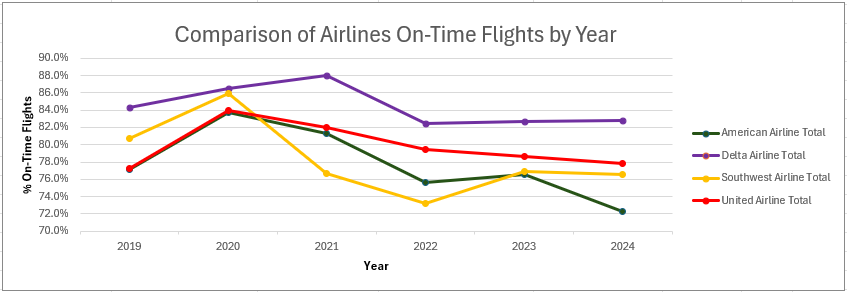 Comparison of Airlines On-Time Flights by Year
% On-Time Flights
90.0%
88.0%
86.0%
84.0%
82.0%
80.0%
78.0%
76.0%
74.0%
72.0%
70.0%
2019 2020 2021 2022 2023 2024
Year
American Airline Total
Delta Airline Total
Southwest Airline Total
United Airline Total